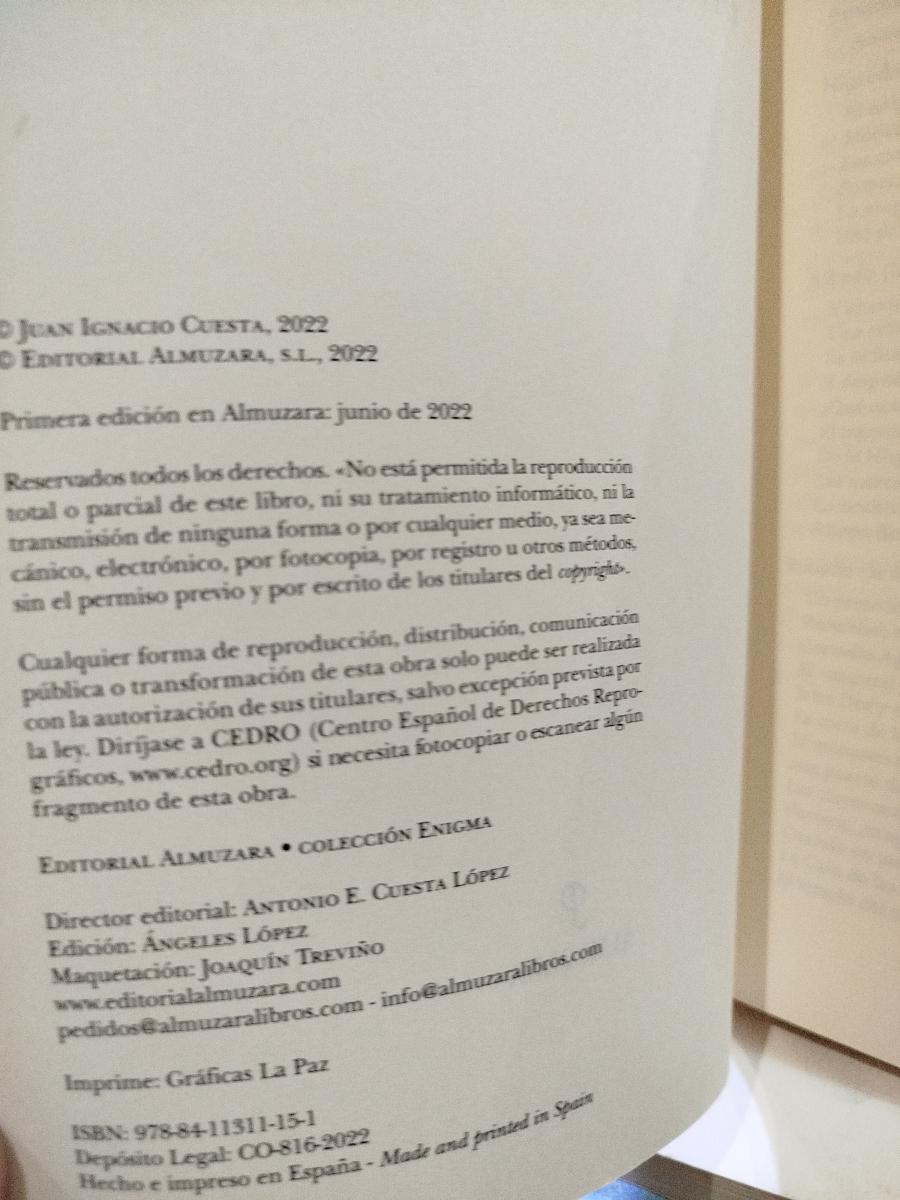 © Juan Ignacio Cuesta, 2022
© Editorial Almuzara, s.l., 2022
Primera edición en Almuzara: junio de 2022
Reservados todos los derechos. «No está permitida la reproducción
total o parcial de este libro, ni su tratamiento informático, ni la
transmisión de ninguna forma o por cualquier medio, ya sea me-
cánico, electrónico, por fotocopia, por registro u otros métodos,
sin el permiso previo y por escrito de los titulares del copyright».
Cualquier forma de reproducción, distribución, comunicación
pública o transformación de esta obra solo puede ser realizada
con la autorización de sus titulares, salvo excepción prevista por
la ley. Diríjase a CEDRO (Centro Español de Derechos Repro-
gráficos, www.cedro.org) si necesita fotocopiar o escanear algún
fragmento de esta obra.
Editorial Almuzara • colección Enigma
Director editorial: Antonio E. Cuesta López
Edición: Ángeles López
Maquetación: Joaquín Treviño
www.editorialalmuzara.com
pedidos@almuzaralibros.com - info@almuzaralibros.com
Imprime: Gráficas La Paz
ISBN: 978-84-11311-15-1
Depósito Legal: CO-816-2022
Hecho e impreso en España - Made and printed in Spain